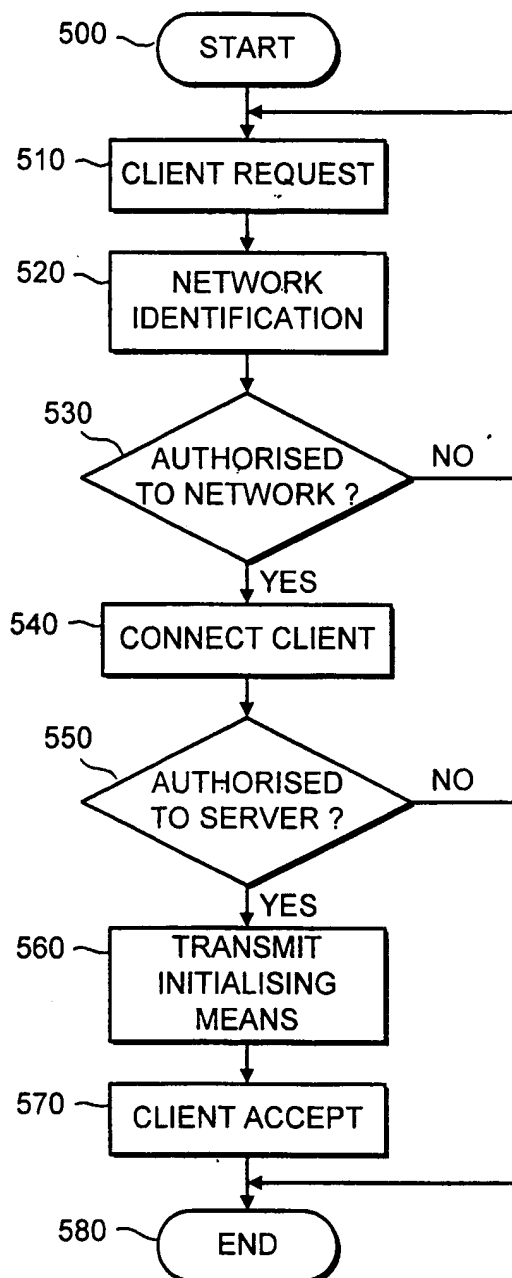 500
START
510
CLIENT REQUEST
520
NETWORK
IDENTIFICATION
530
AUTHORISED
TO NETWORK ?
NO
YES
540
CONNECT CLIENT
550
AUTHORISED
TO SERVER ?
NO
YES
560
TRANSMIT
INITIALISING
MEANS
570
CLIENT ACCEPT
580
END